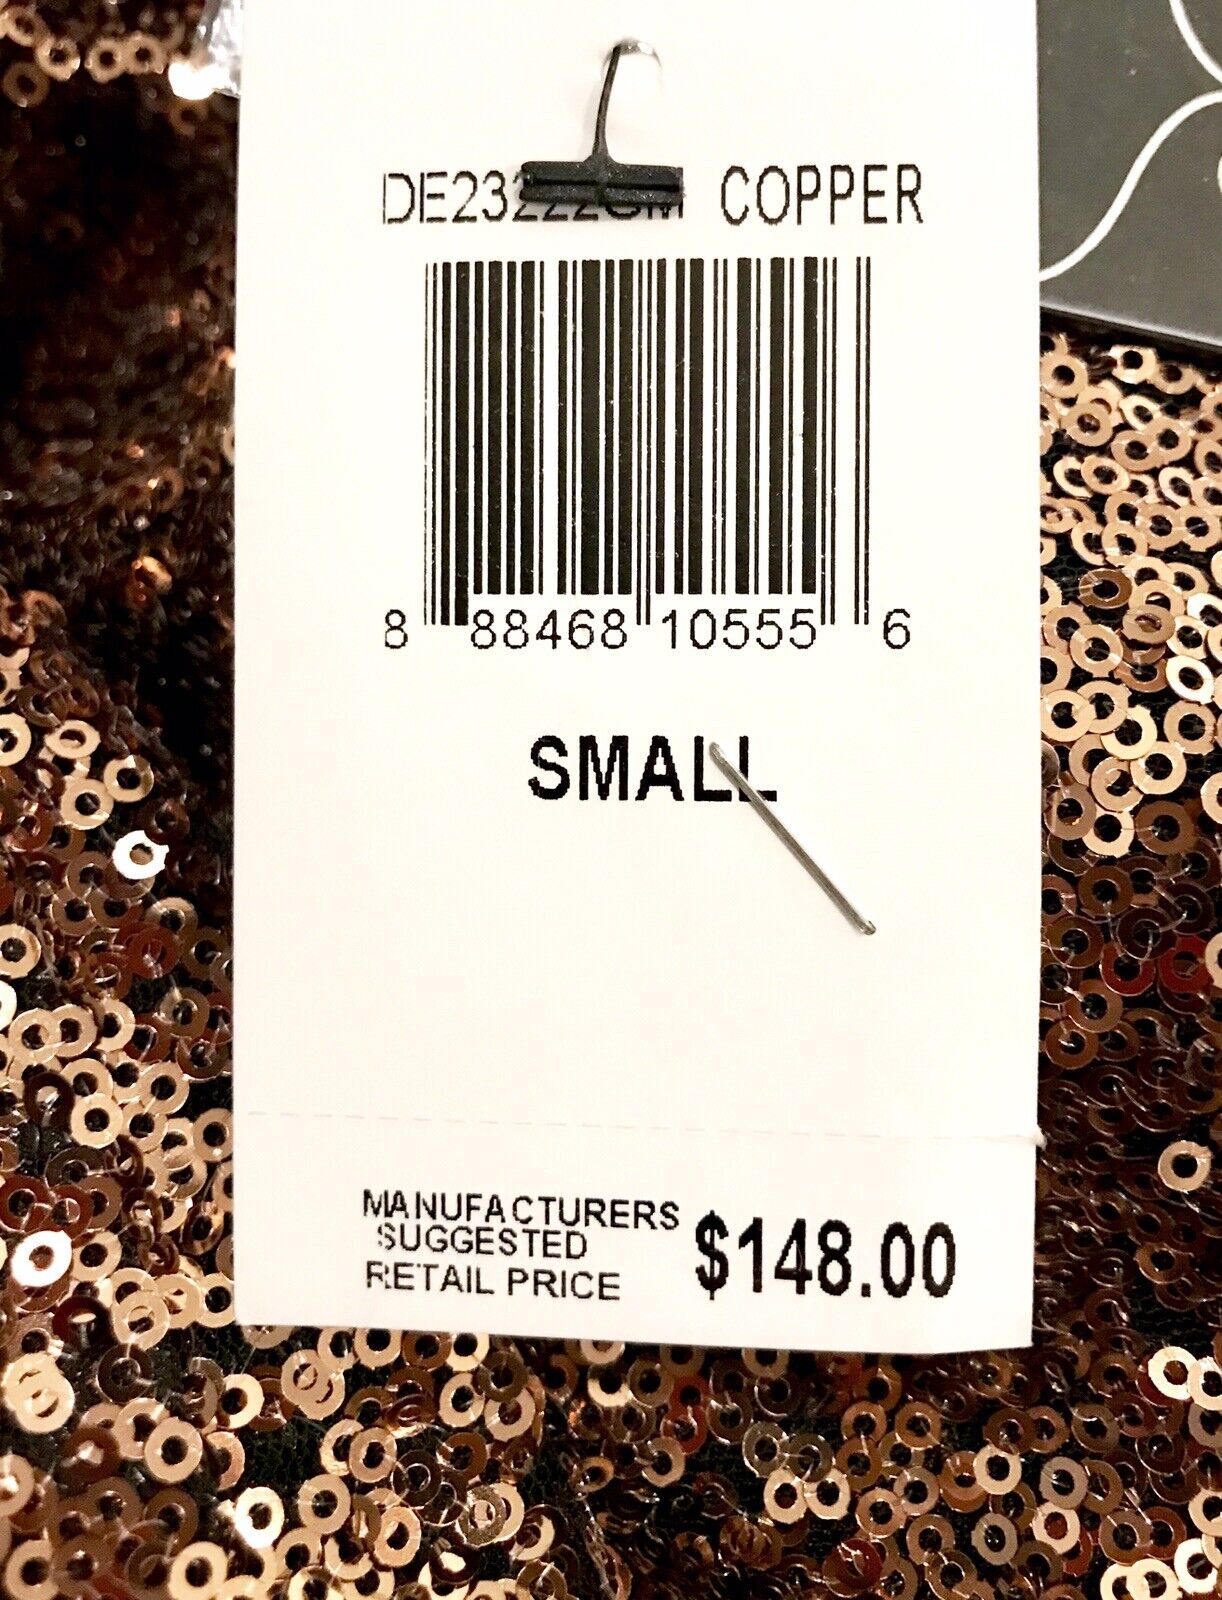 COPPER
8 88468 10555 6
SMALL
MANUFACTURERS
SUGGESTED
RETAIL PRICE $148.00